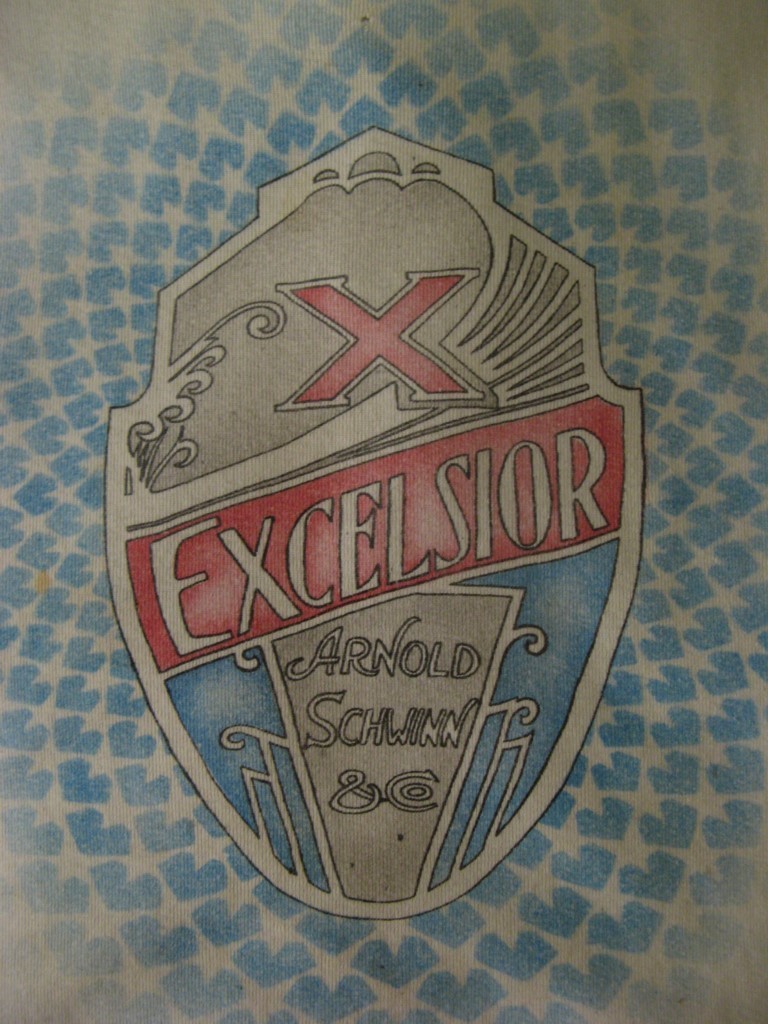 X
EXCELSIOR
ARNOLD
SCHWINN
& Co